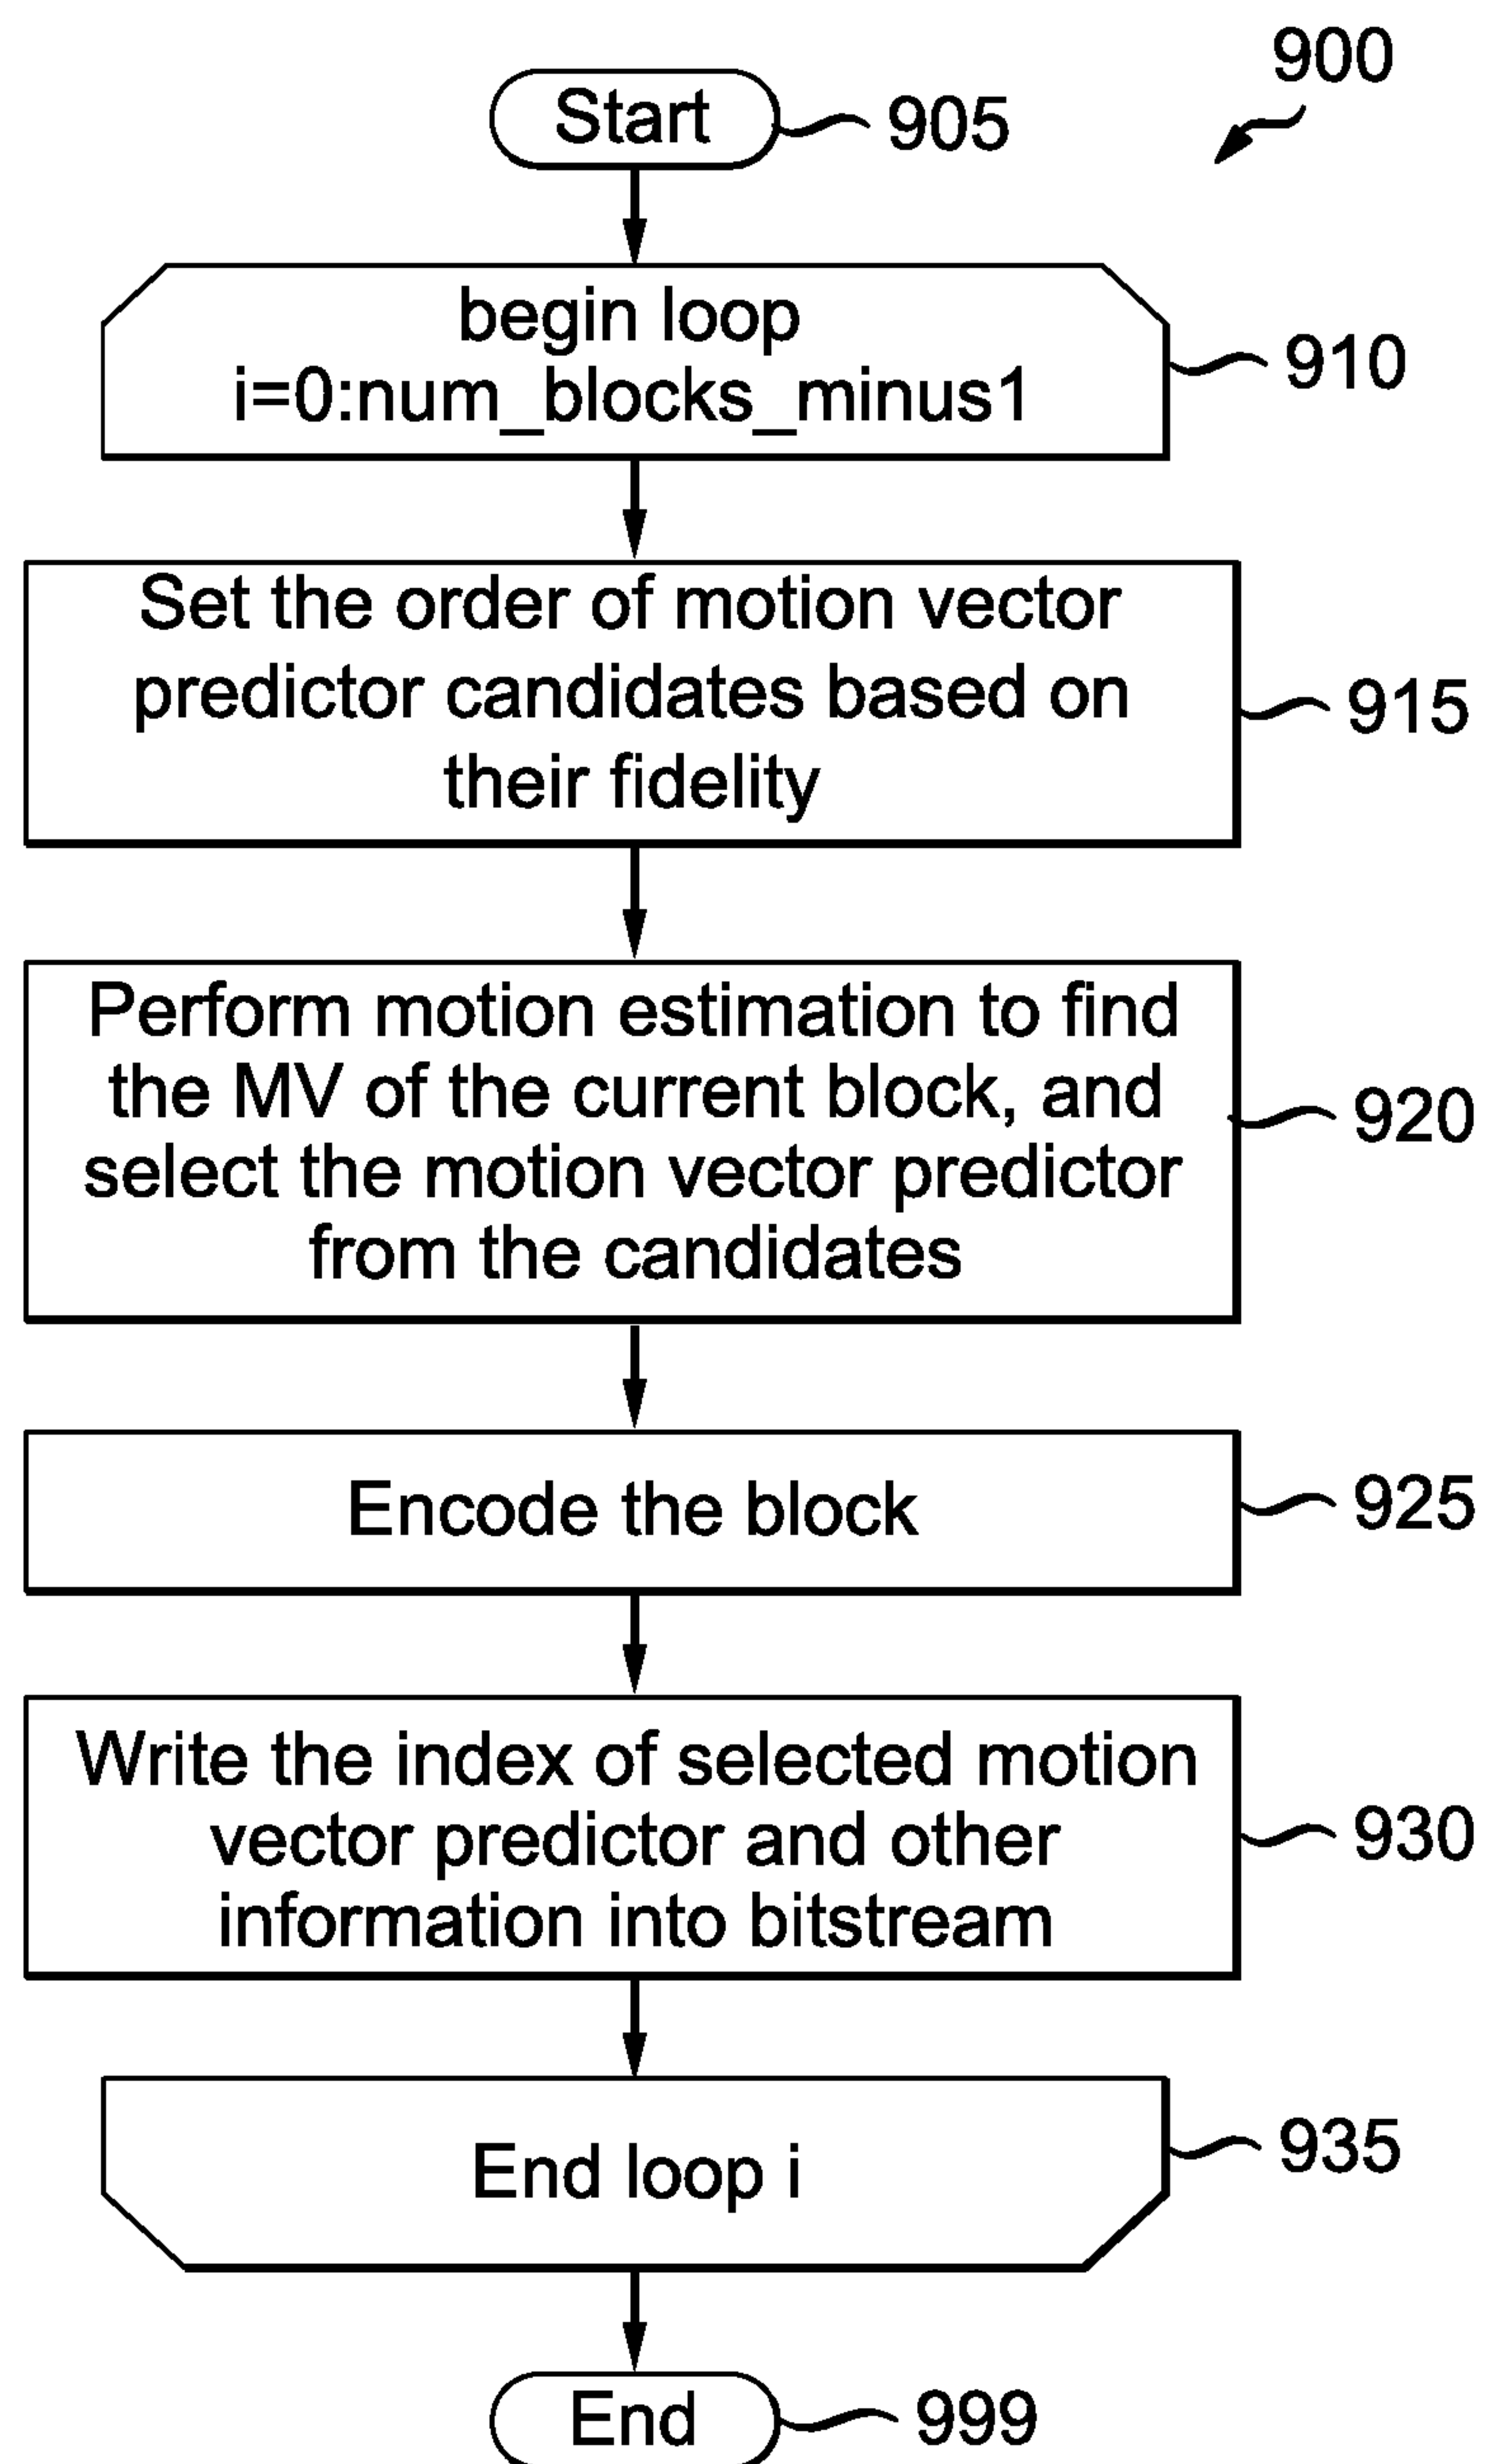 900
Start
905
begin loop
i=0:num_blocks_minus1
910
Set the order of motion vector
predictor candidates based on
their fidelity
915
Perform motion estimation to find
the MV of the current block, and
select the motion vector predictor
from the candidates
920
Encode the block
925
Write the index of selected motion
vector predictor and other
information into bitstream
930
End loop i
935
End
999